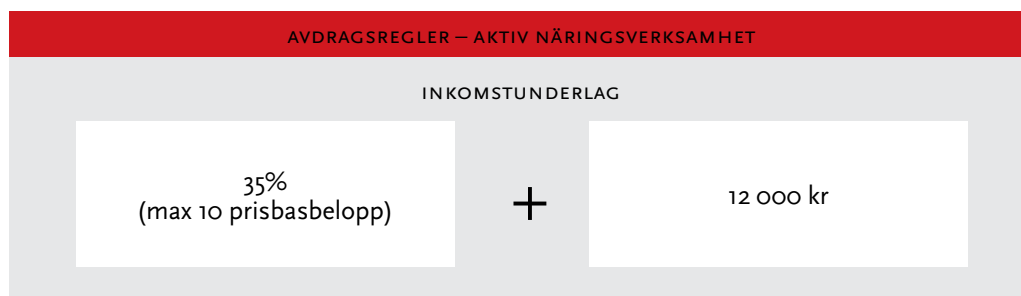 AVDRAGSREGLER – AKTIV NÄRINGSVERKSAMHET
INKOMSTUNDERLAG
35%
(max 10 prisbasbelopp)
+
12 000 kr